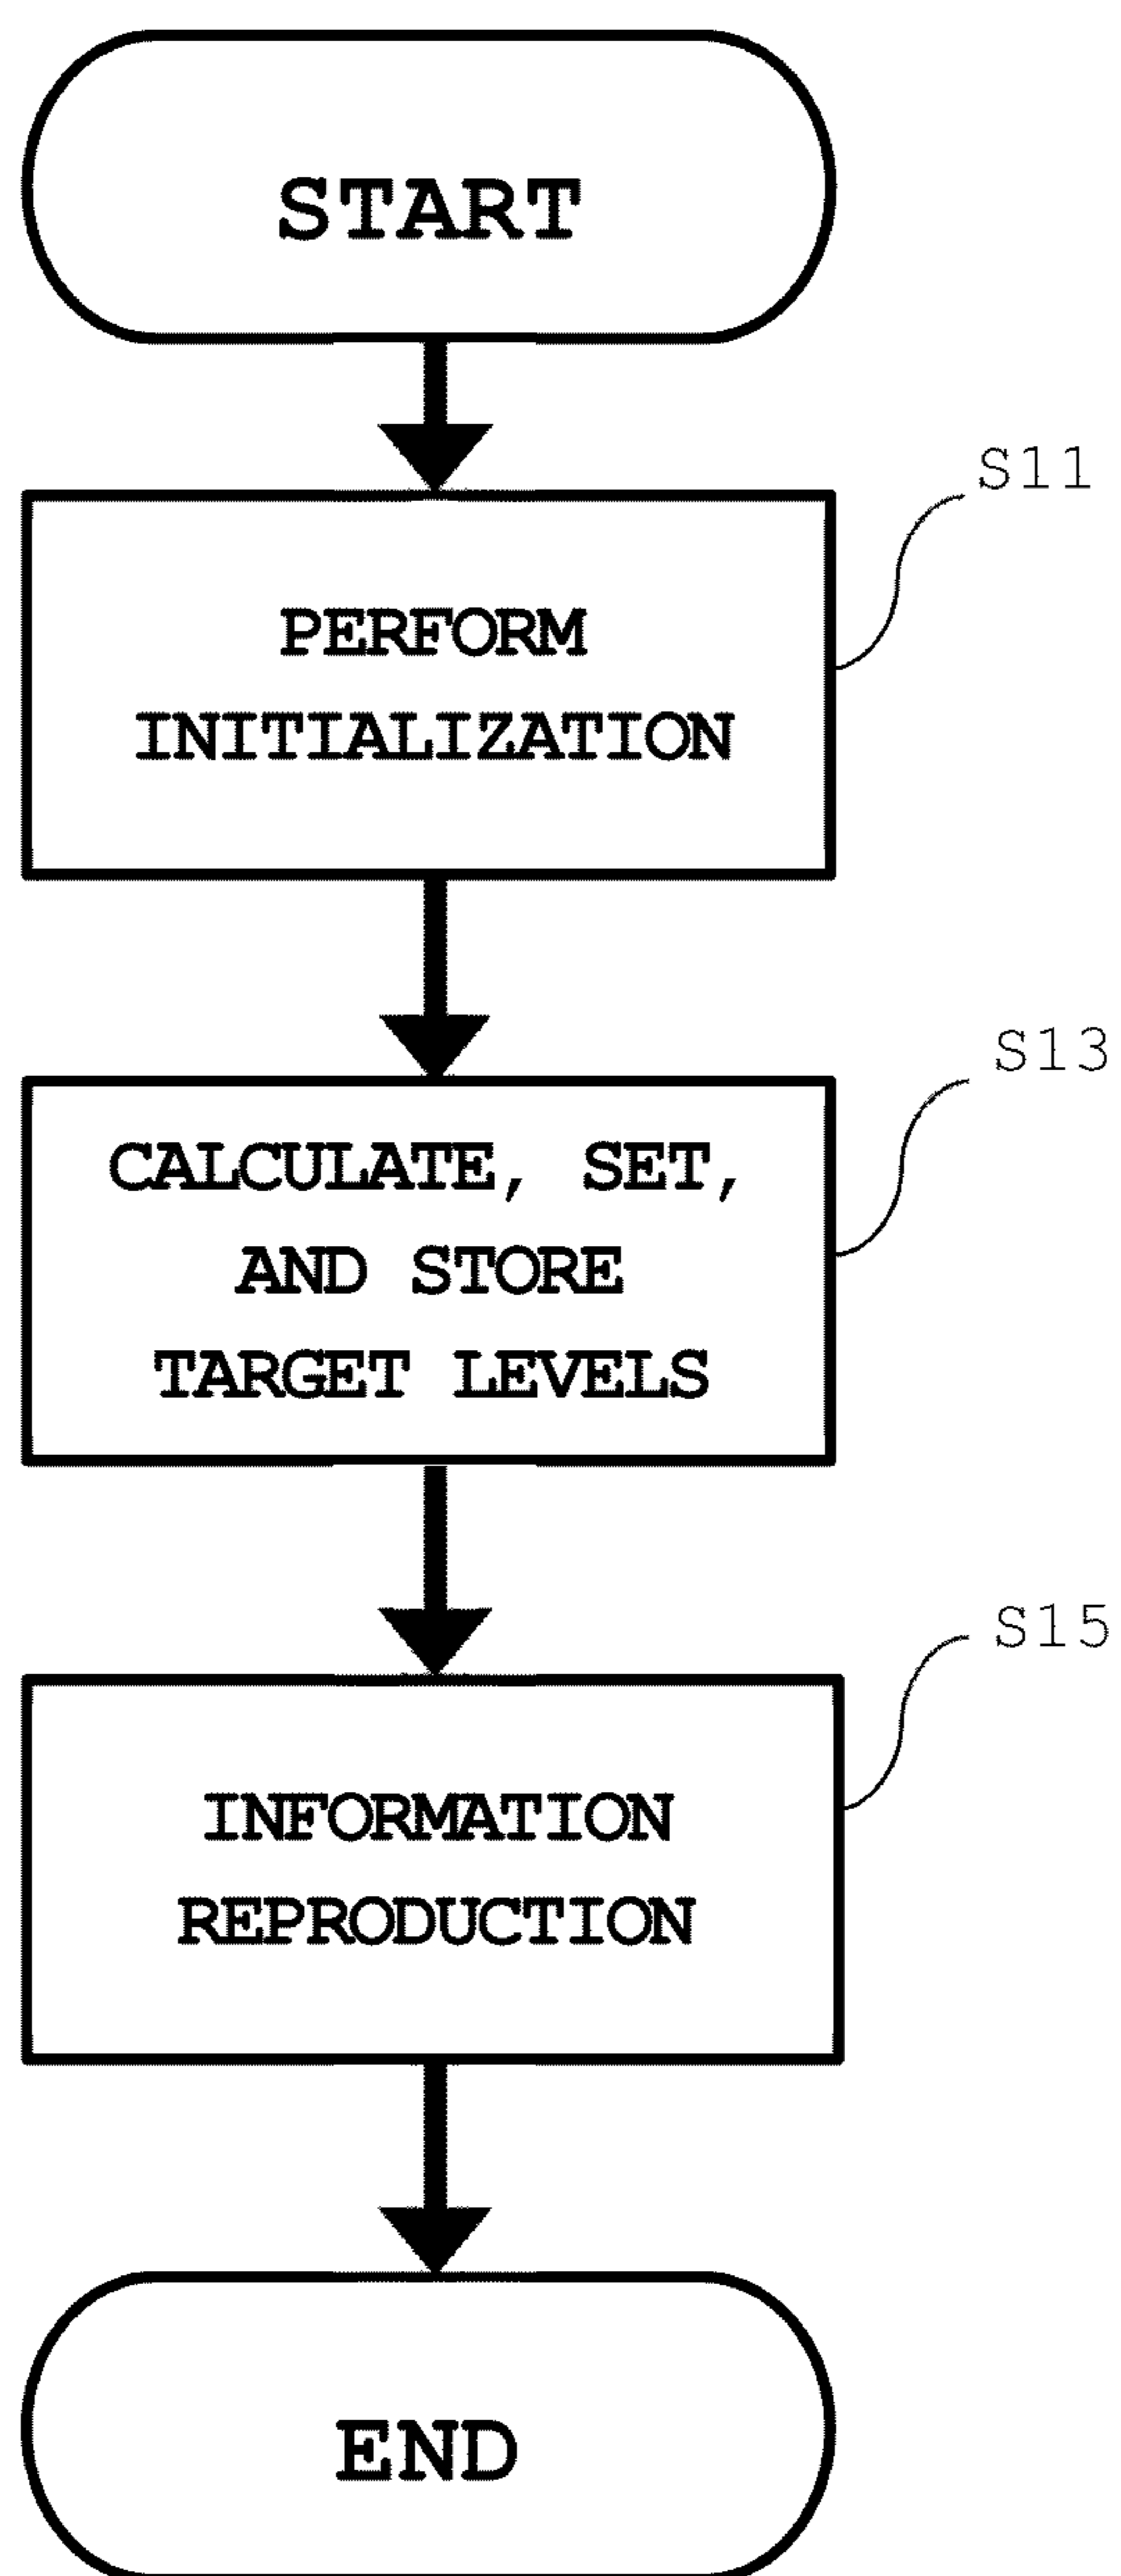 START
S11
PERFORM
INITIALIZATION
S13
CALCULATE, SET,
AND STORE
TARGET LEVELS
S15
INFORMATION
REPRODUCTION
END